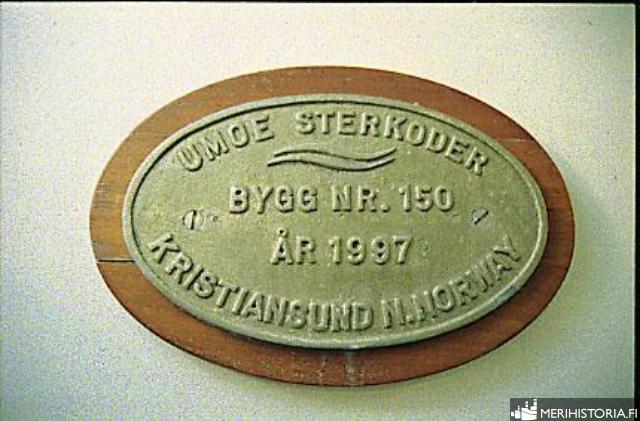 UMOE STERKODER
BYGG NR. 150
ÅR 1997
KRISTIANSUND N. NORWAY
MERIHISTORIA.FI